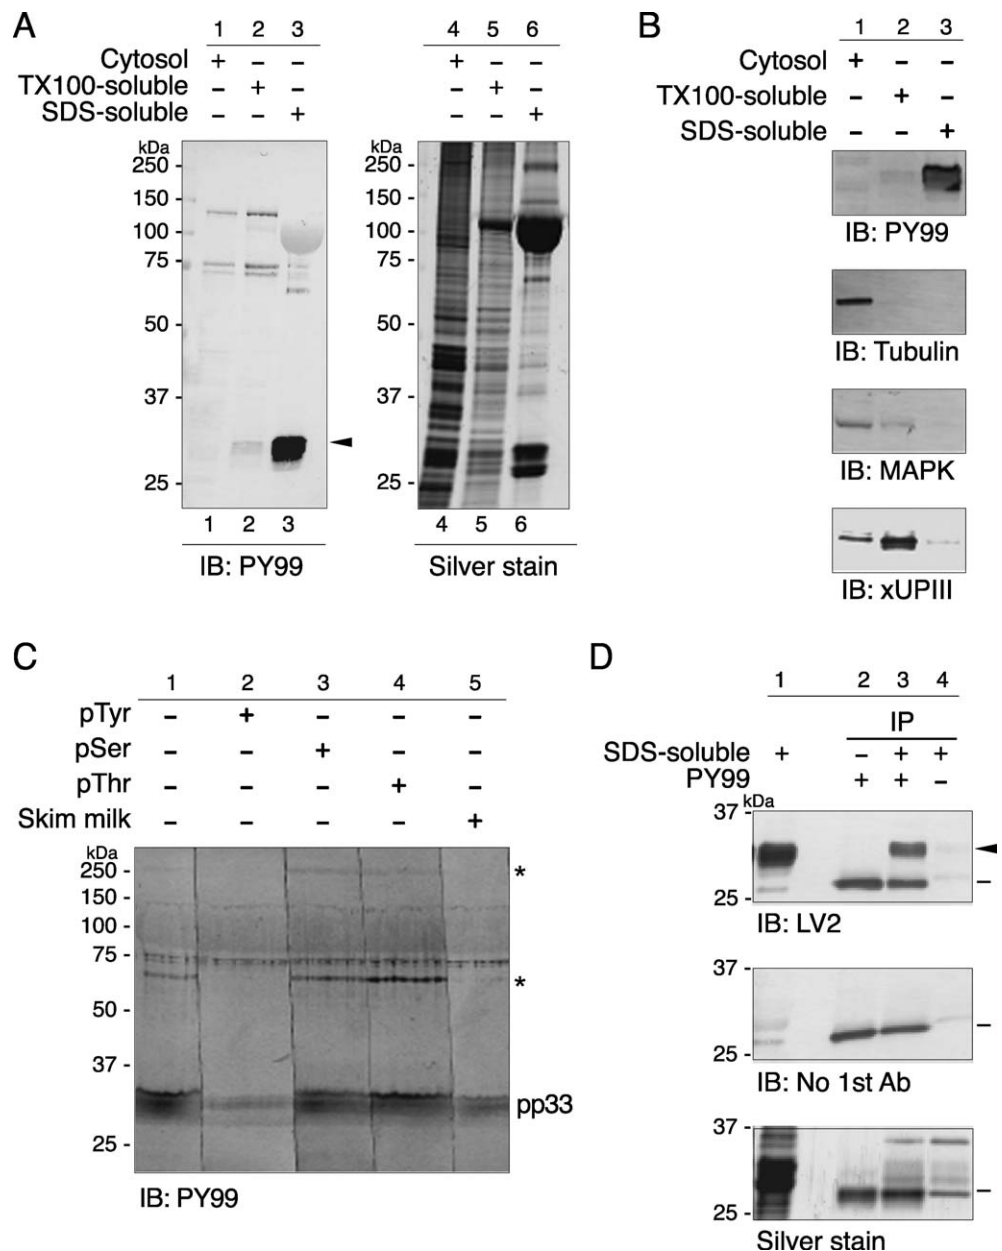 A
1 2 3
4 5 6
Cytosol + – –
+ – –
TX100-soluble – + –
– + –
SDS-soluble – – +
– – +
kDa
250 -
150 -
100 -
75 -
50 -
37 -
25 -
1 2 3
IB: PY99
kDa
250 -
150 -
100 -
75 -
50 -
37 -
25 -
4 5 6
Silver stain
B
1 2 3
Cytosol + – –
TX100-soluble – + –
SDS-soluble – – +
IB: PY99
IB: Tubulin
IB: MAPK
IB: xUPIII
C
1 2 3 4 5
pTyr – + – – –
pSer – – + – –
pThr – – – + –
Skim milk – – – – +
kDa
250 - *
150 -
100 -
75 -
*
50 -
37 -
pp33
25 -
IB: PY99
D
1 2 3 4
IP
SDS-soluble + – + +
PY99 + + –
kDa
37 -
–
25 -
IB: LV2
37 -
–
25 -
IB: No 1st Ab
37 -
–
25 -
Silver stain